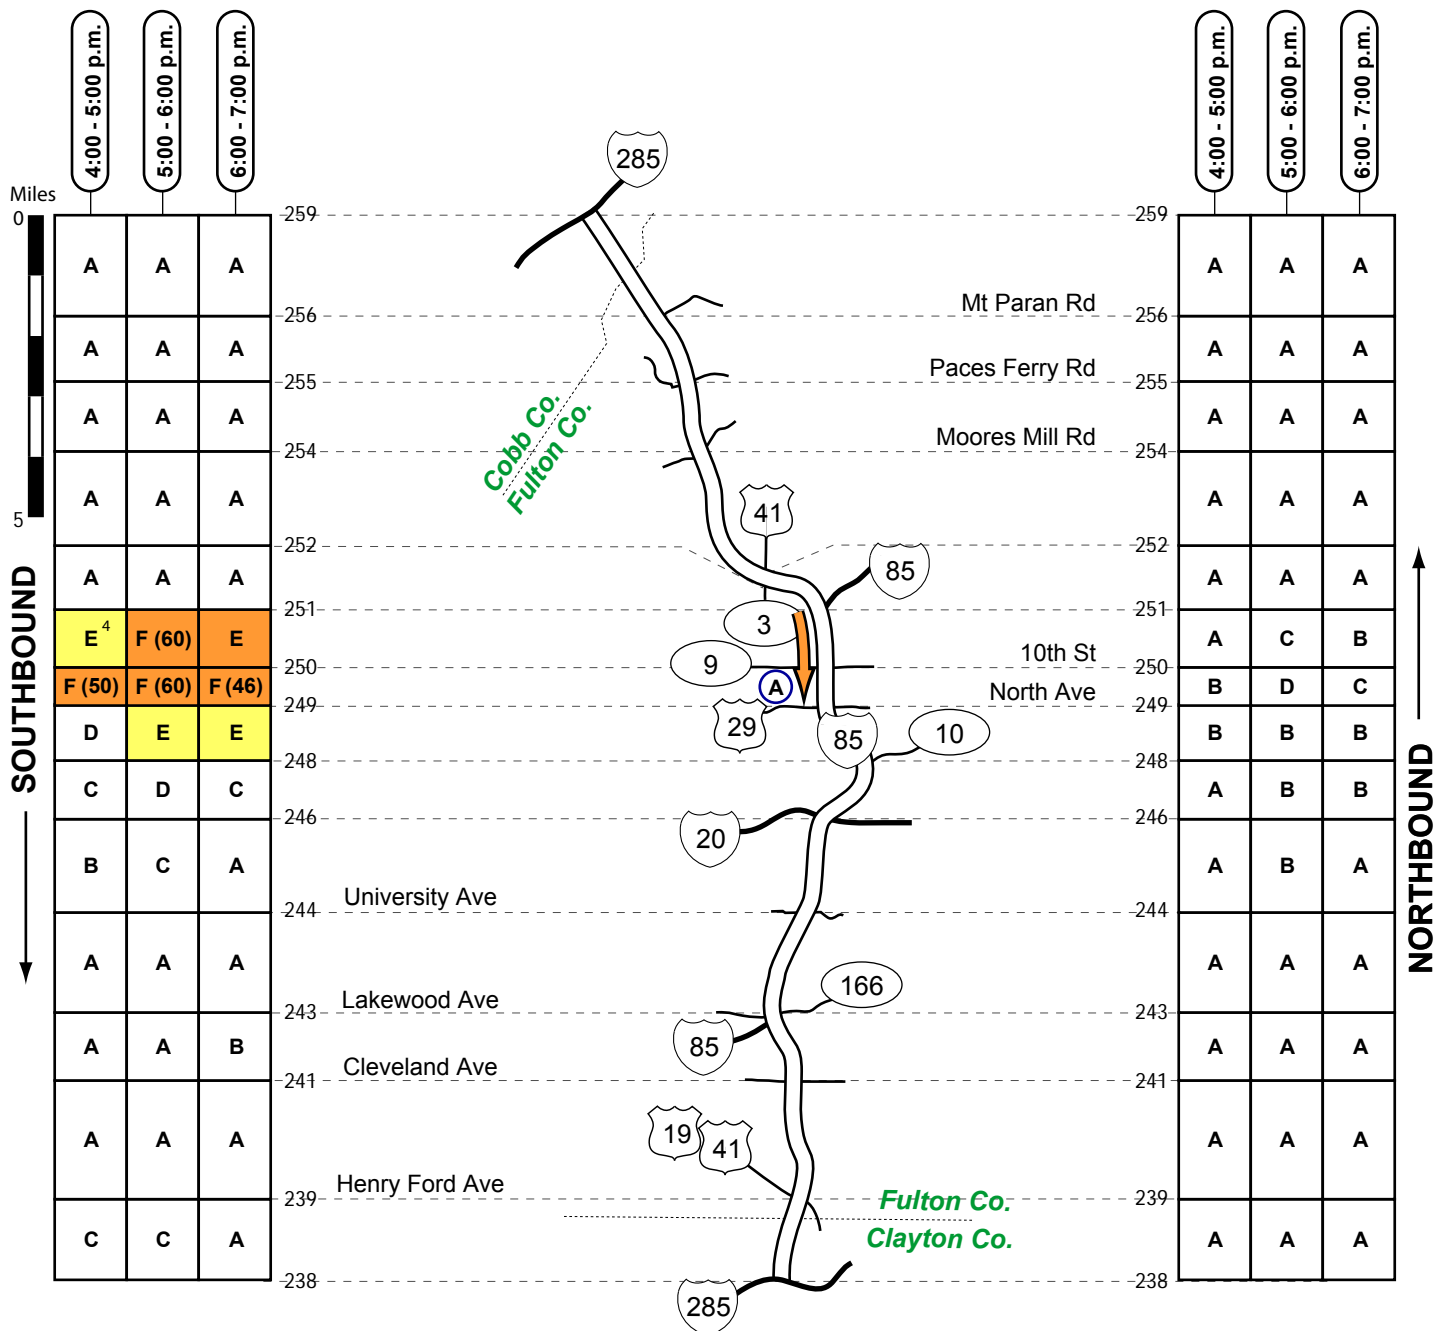 4:00 - 5:00 p.m.
5:00 - 6:00 p.m.
6:00 - 7:00 p.m.
4:00 - 5:00 p.m.
5:00 - 6:00 p.m.
6:00 - 7:00 p.m.
Miles
0
5
SOUTHBOUND
NORTHBOUND
285
259 259
A A A A A A
Mt Paran Rd
256 256
A A A A A A
Paces Ferry Rd
255 255
A A A A A A
Cobb Co.
Fulton Co.
Moores Mill Rd
254 254
A A A A A A
41
252 252
A A A 85 A A A
251 251
E 4 F (60) E 3 A C B
10th St
250 9 250
F (50) F (60) F (46) A North Ave B D C
249 249
D E E 29 85 10 B B B
248 248
C D C A B B
246 246
20
B C A A B A
University Ave
244 244
A A A A A A
Lakewood Ave 166
243 243
A A B 85 A A A
Cleveland Ave
241 241
A A A 19 41 A A A
Henry Ford Ave
239 239
Fulton Co.
Clayton Co.
C C A A A A
238 238
285